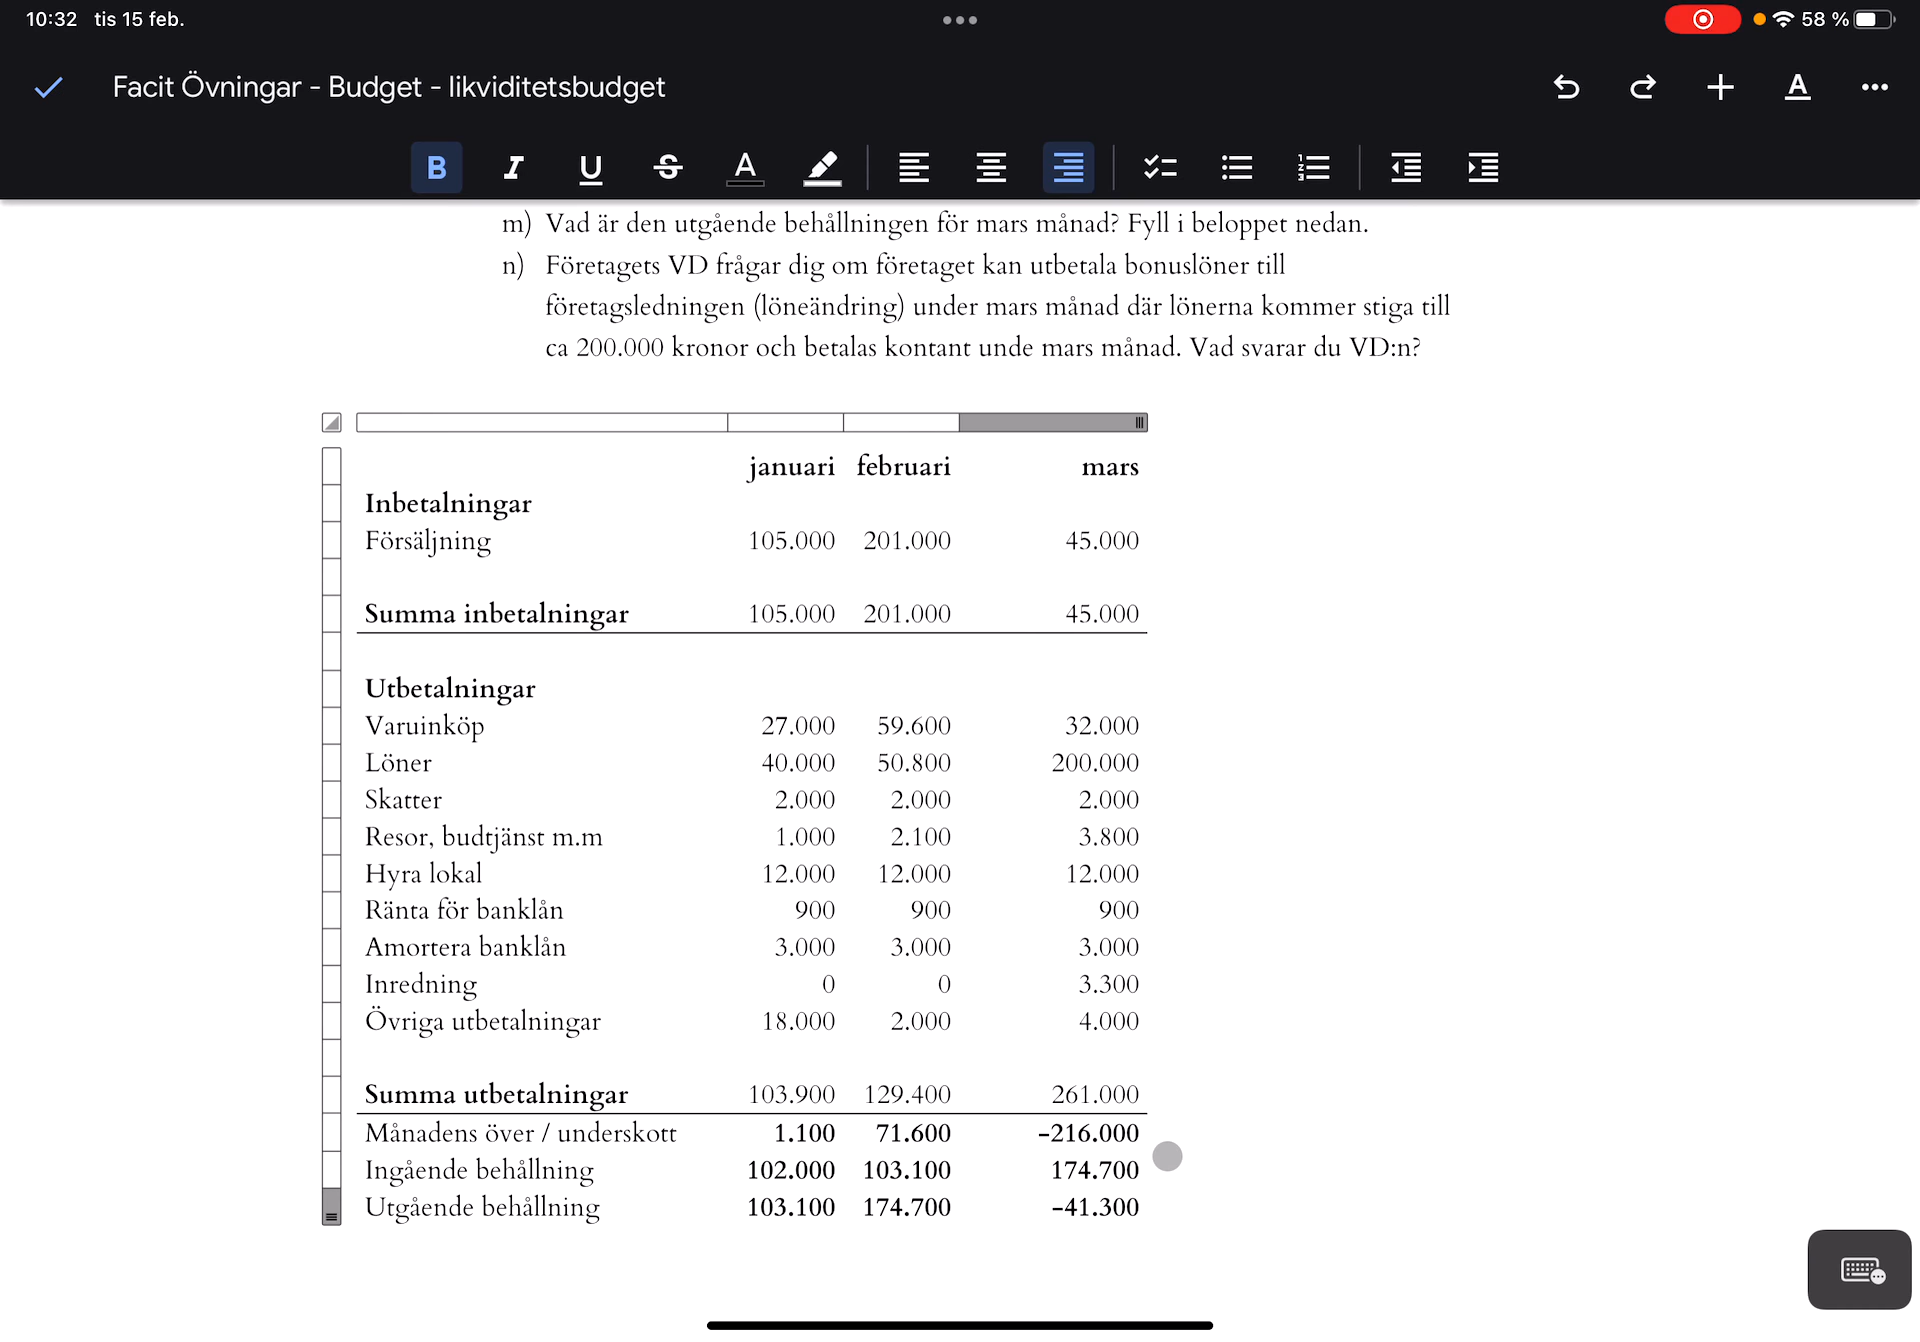 10:32 tis 15 feb.
58 %
Facit Övningar - Budget - likviditetsbudget
B I U S A
m) Vad är den utgående behållningen för mars månad? Fyll i beloppet nedan.
n) Företagets VD frågar dig om företaget kan utbetala bonuslöner till
företagsledningen (löneändring) under mars månad där lönerna kommer stiga till
ca 200.000 kronor och betalas kontant unde mars månad. Vad svarar du VD:n?
januari februari mars
Inbetalningar
Försäljning 105.000 201.000 45.000
Summa inbetalningar 105.000 201.000 45.000
Utbetalningar
Varuinköp 27.000 59.600 32.000
Löner 40.000 50.800 200.000
Skatter 2.000 2.000 2.000
Resor, budtjänst m.m 1.000 2.100 3.800
Hyra lokal 12.000 12.000 12.000
Ränta för banklån 900 900 900
Amortera banklån 3.000 3.000 3.000
Inredning 0 0 3.300
Övriga utbetalningar 18.000 2.000 4.000
Summa utbetalningar 103.900 129.400 261.000
Månadens över / underskott 1.100 71.600 -216.000
Ingående behållning 102.000 103.100 174.700
Utgående behållning 103.100 174.700 -41.300